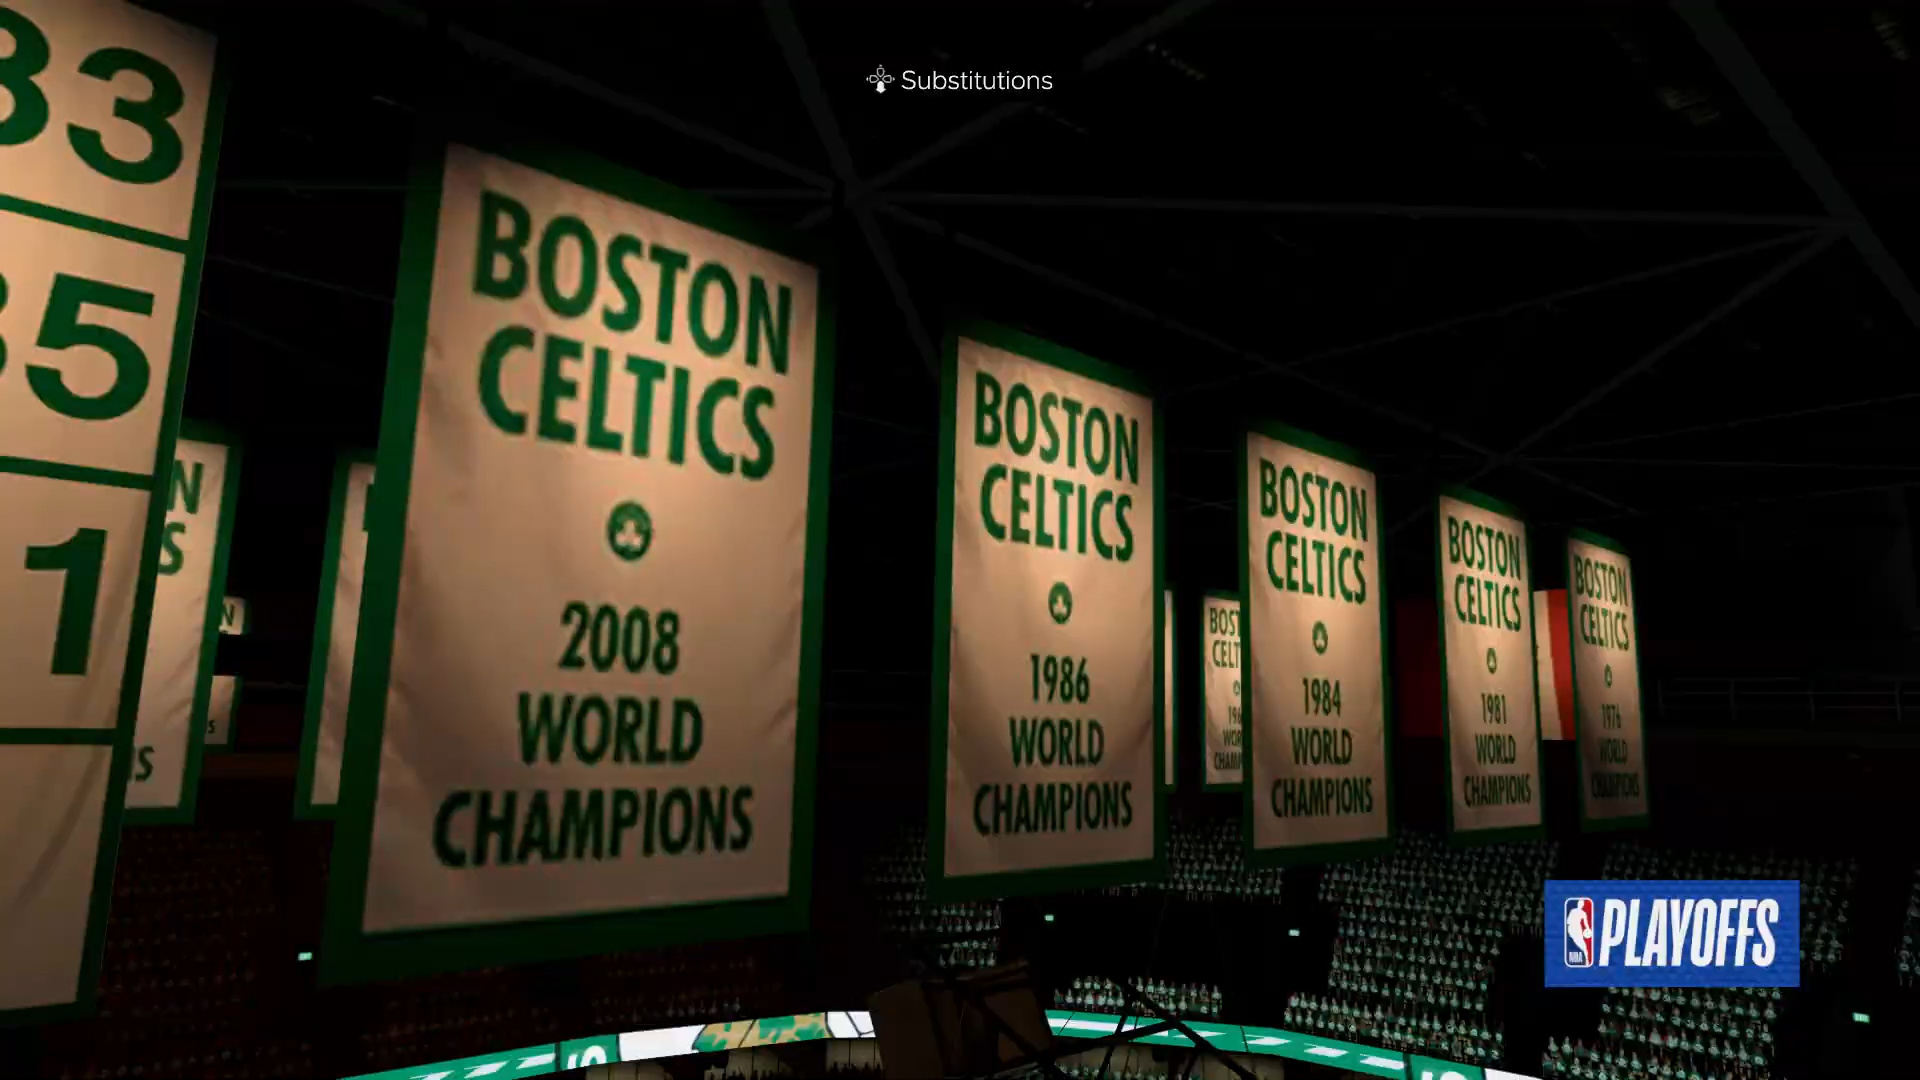 Substitutions
33
35
1
BOSTON
CELTICS
2008
WORLD
CHAMPIONS
BOSTON
CELTICS
1986
WORLD
CHAMPIONS
BOSTON
CELTICS
1984
WORLD
CHAMPIONS
BOSTON
CELTICS
1981
WORLD
CHAMPIONS
BOSTON
CELTICS
1976
WORLD
CHAMPIONS
NBA PLAYOFFS